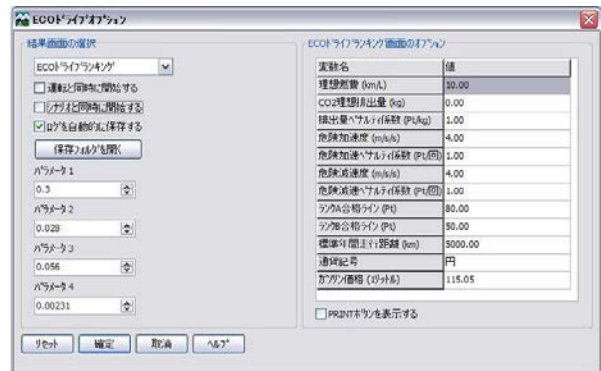 ECOﾄﾞﾗｲﾌﾞｵﾌﾟｼｮﾝ
結果画面の選択
ECOﾄﾞﾗｲﾌﾞﾗﾝｷﾝｸﾞ
運転と同時に開始する
ｼﾅﾘｵと同時に開始する
ﾛｸﾞを自動的に保存する
保存ﾌｫﾙﾀﾞを開く
ﾊﾟﾗﾒｰﾀ 1
0.3
ﾊﾟﾗﾒｰﾀ 2
0.028
ﾊﾟﾗﾒｰﾀ 3
0.056
ﾊﾟﾗﾒｰﾀ 4
0.00231
ECOﾄﾞﾗｲﾌﾞﾗﾝｷﾝｸﾞ画面のｵﾌﾟｼｮﾝ
変数名 値
理想燃費 (km/L) 10.00
CO2理想排出量 (kg) 0.00
排出量ﾍﾟﾅﾙﾃｨ係数 (Pt/kg) 1.00
危険加速度 (m/s/s) 4.00
危険加速ﾍﾟﾅﾙﾃｨ係数 (Pt/回) 1.00
危険減速度 (m/s/s) 4.00
危険減速ﾍﾟﾅﾙﾃｨ係数 (Pt/回) 1.00
ﾗﾝｸA合格ﾗｲﾝ (Pt) 80.00
ﾗﾝｸB合格ﾗｲﾝ (Pt) 50.00
標準年間走行距離 (km) 5000.00
通貨記号 円
ｶﾞｿﾘﾝ価格 (1ﾘｯﾄﾙ) 115.05
PRINTﾎﾞﾀﾝを表示する
ﾘｾｯﾄ 確定 取消 ﾍﾙﾌﾟ